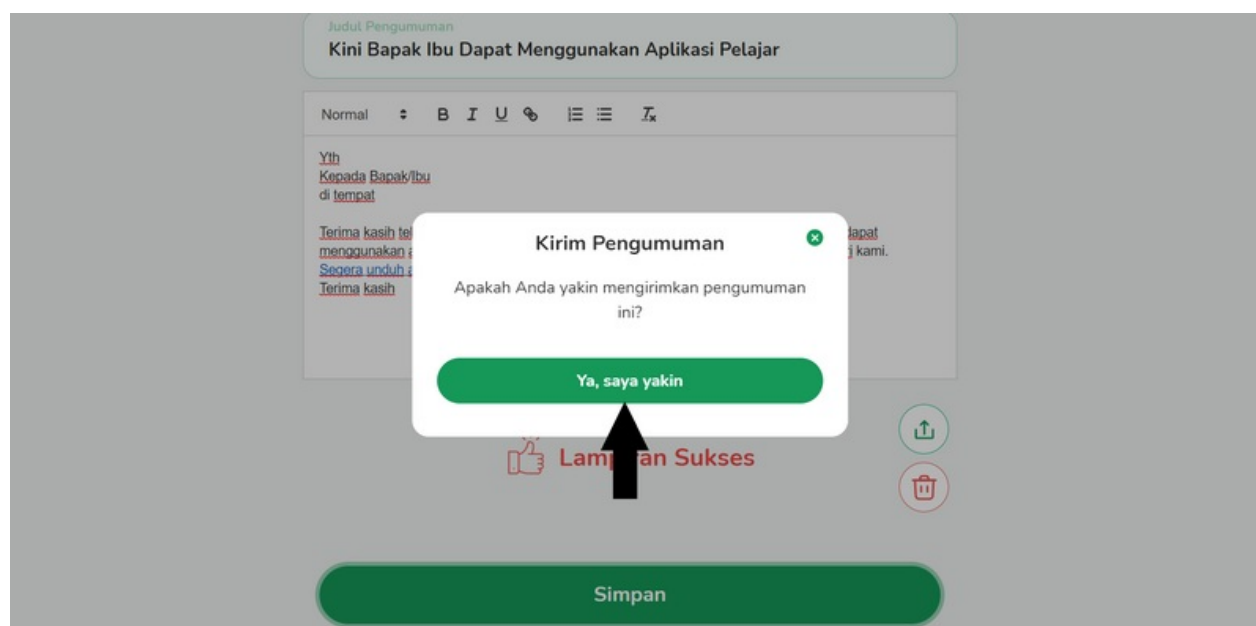 Judul Pengumuman
Kini Bapak Ibu Dapat Menggunakan Aplikasi Pelajar
Normal B I U
Yth
Kepada Bapak/Ibu
di tempat
Terima kasih dapat
menggunakan kami.
Segera unduh
Terima kasih
Kirim Pengumuman
Apakah Anda yakin mengirimkan pengumuman
ini?
Ya, saya yakin
Lampiran Sukses
Simpan